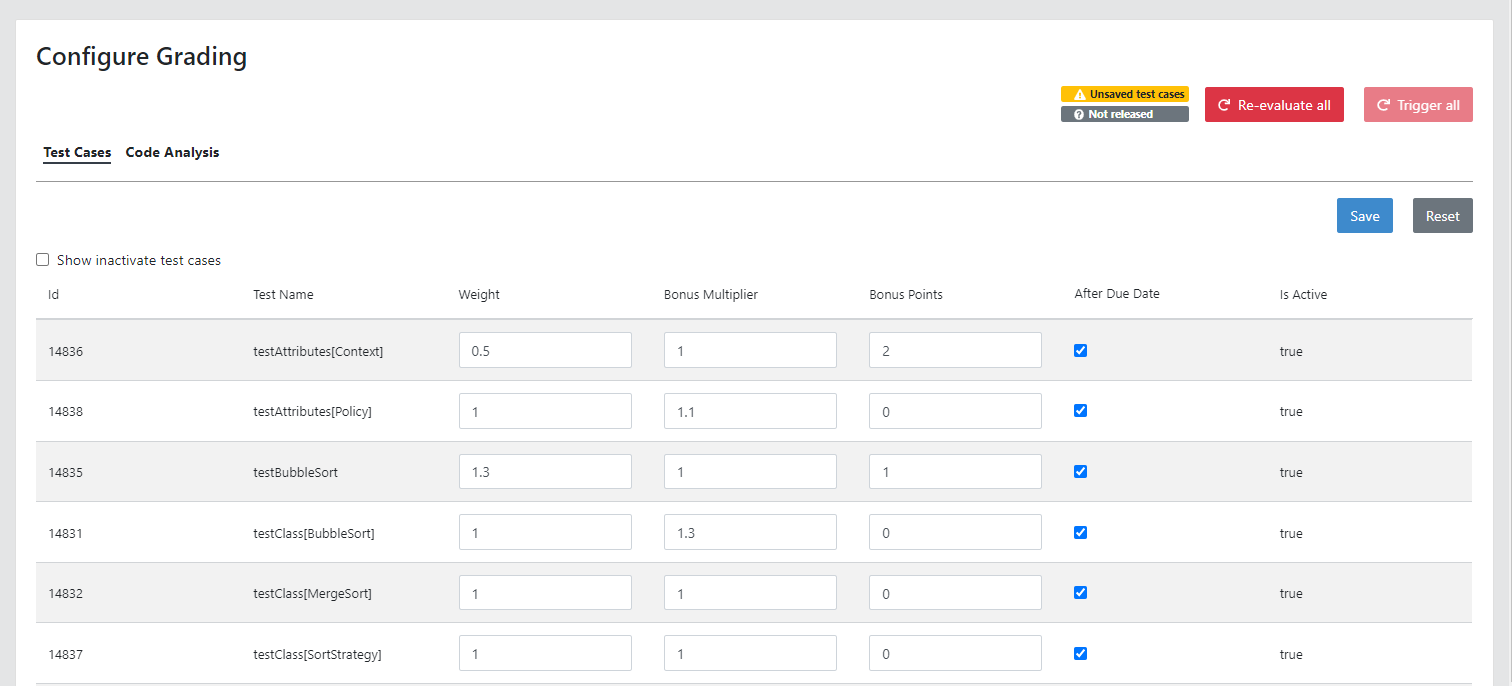 Configure Grading
Unsaved test cases
Not released
Re-evaluate all
Trigger all
Test Cases Code Analysis
Save Reset
Show inactivate test cases
Id Test Name Weight Bonus Multiplier Bonus Points After Due Date Is Active
14836 testAttributes[Context] 0.5 1 2 true
14838 testAttributes[Policy] 1 1.1 0 true
14835 testBubbleSort 1.3 1 1 true
14831 testClass[BubbleSort] 1 1.3 0 true
14832 testClass[MergeSort] 1 1 0 true
14837 testClass[SortStrategy] 1 1 0 true